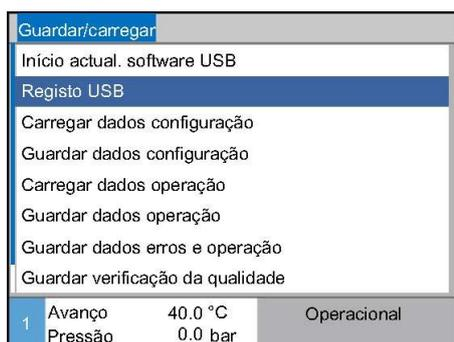 Guardar/carregar
Início actual. software USB
Registo USB
Carregar dados configuração
Guardar dados configuração
Carregar dados operação
Guardar dados operação
Guardar dados erros e operação
Guardar verificação da qualidade
1 Avanço 40.0 °C Operacional
Pressão 0.0 bar